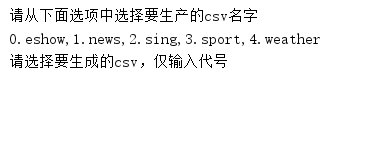 请从下面选项中选择要生产的csv名字
0.eshow,1.news,2.sing,3.sport,4.weather
请选择要生成的csv，仅输入代号